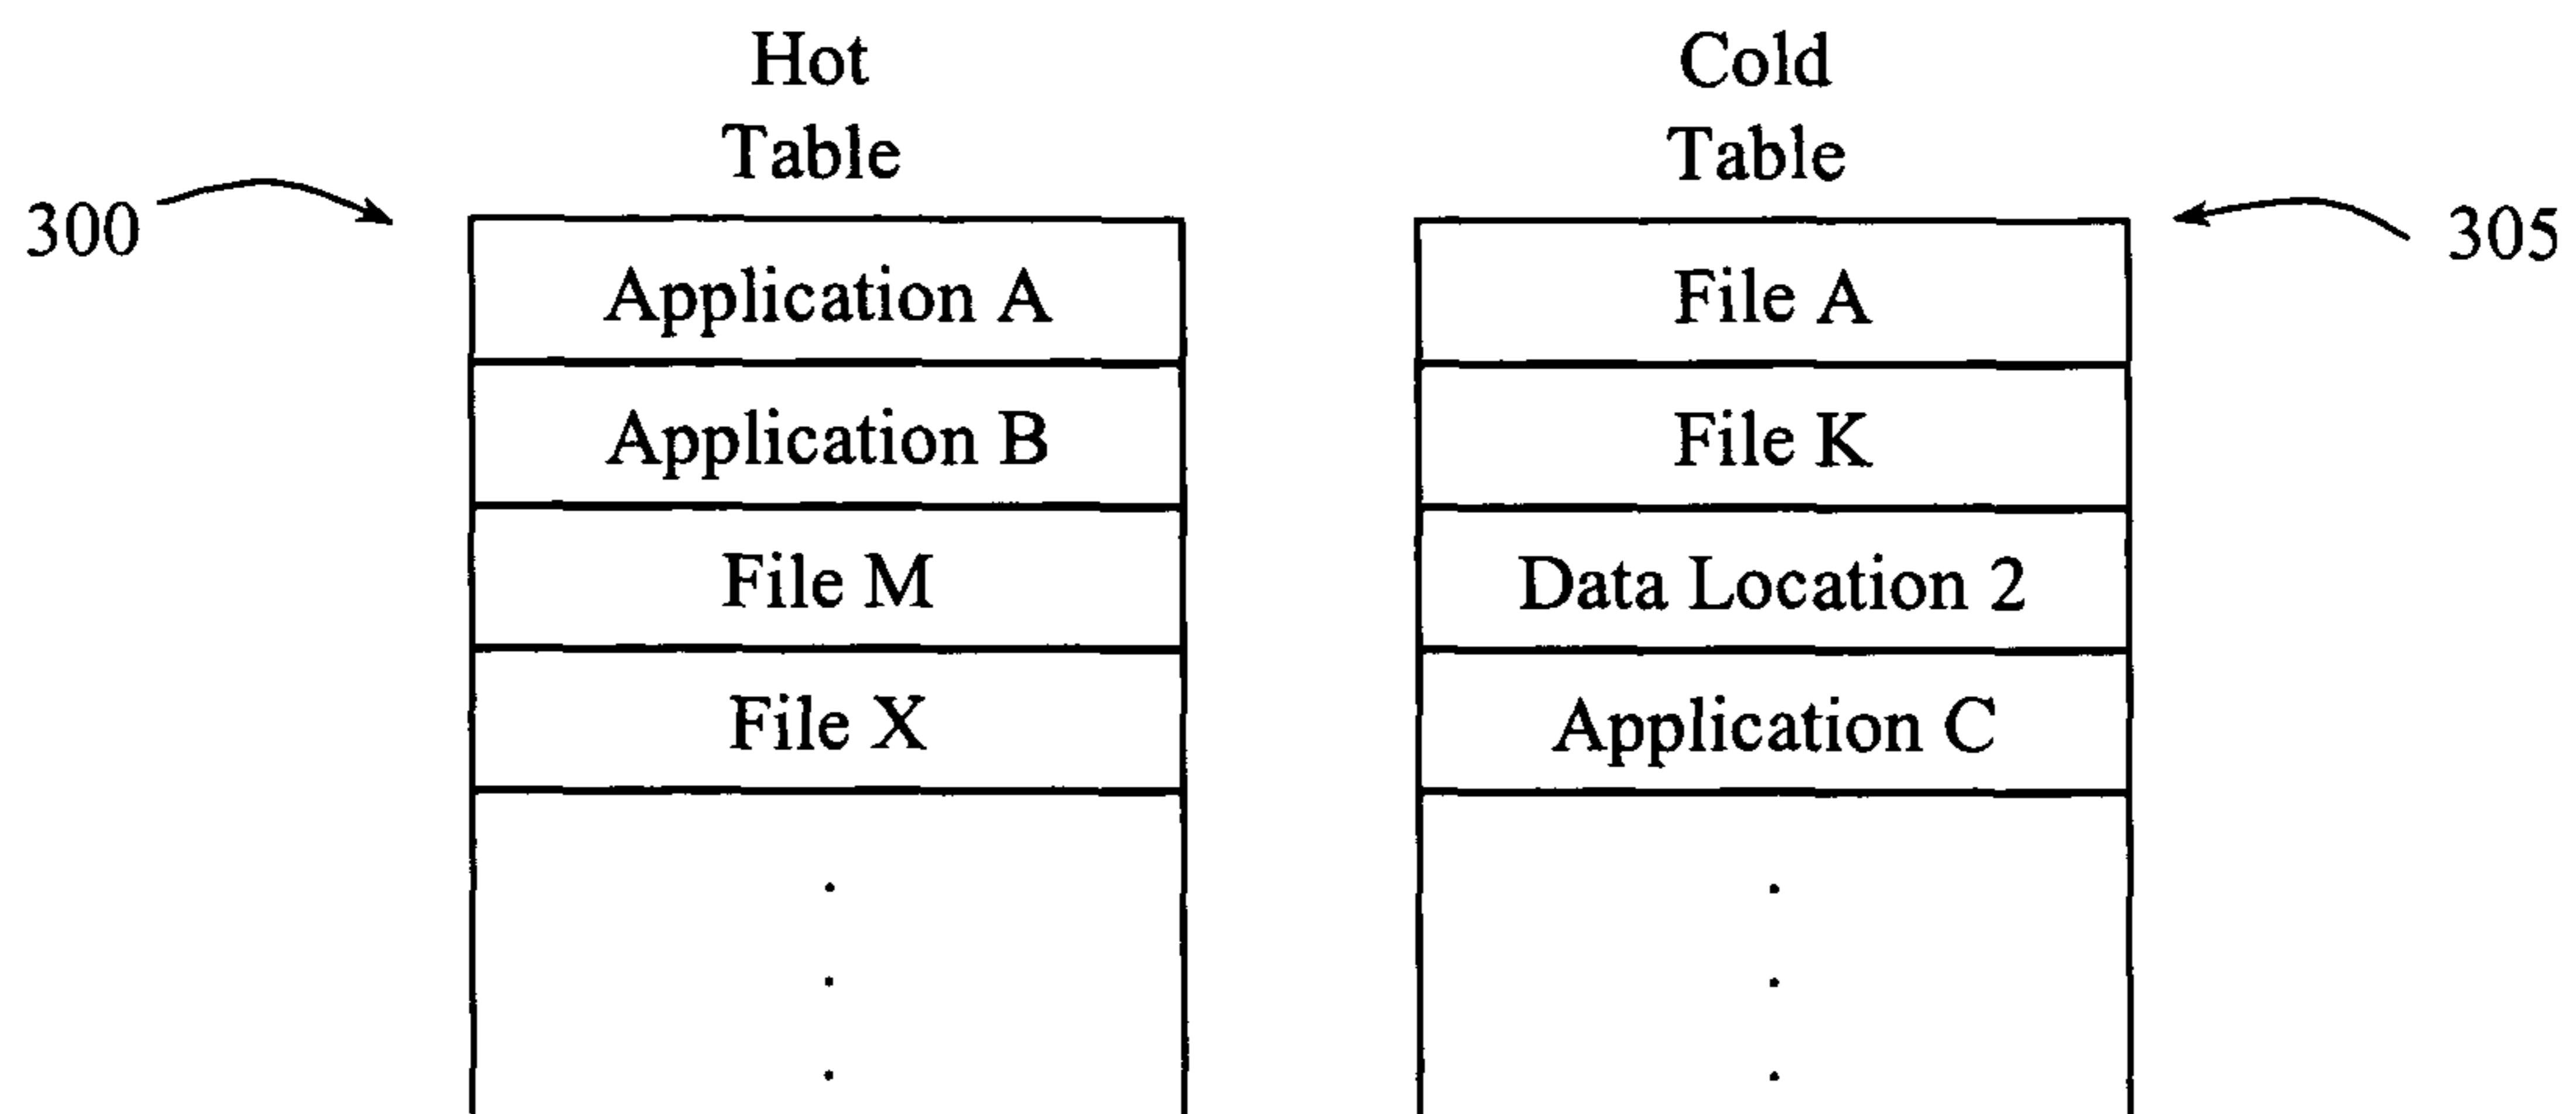 Hot
Table
300
Application A
Application B
File M
File X
Cold
Table
305
File A
File K
Data Location 2
Application C